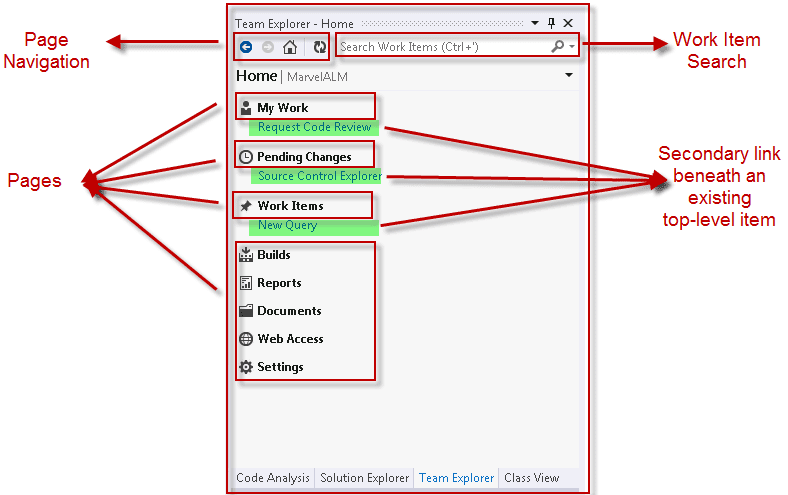 Page
Navigation
Team Explorer - Home
Search Work Items (Ctrl+')
Work Item
Search
Home | MarvelALM
My Work
Request Code Review
Pending Changes
Source Control Explorer
Pages
Secondary link
beneath an
existing
top-level item
Work Items
New Query
Builds
Reports
Documents
Web Access
Settings
Code Analysis Solution Explorer Team Explorer Class View